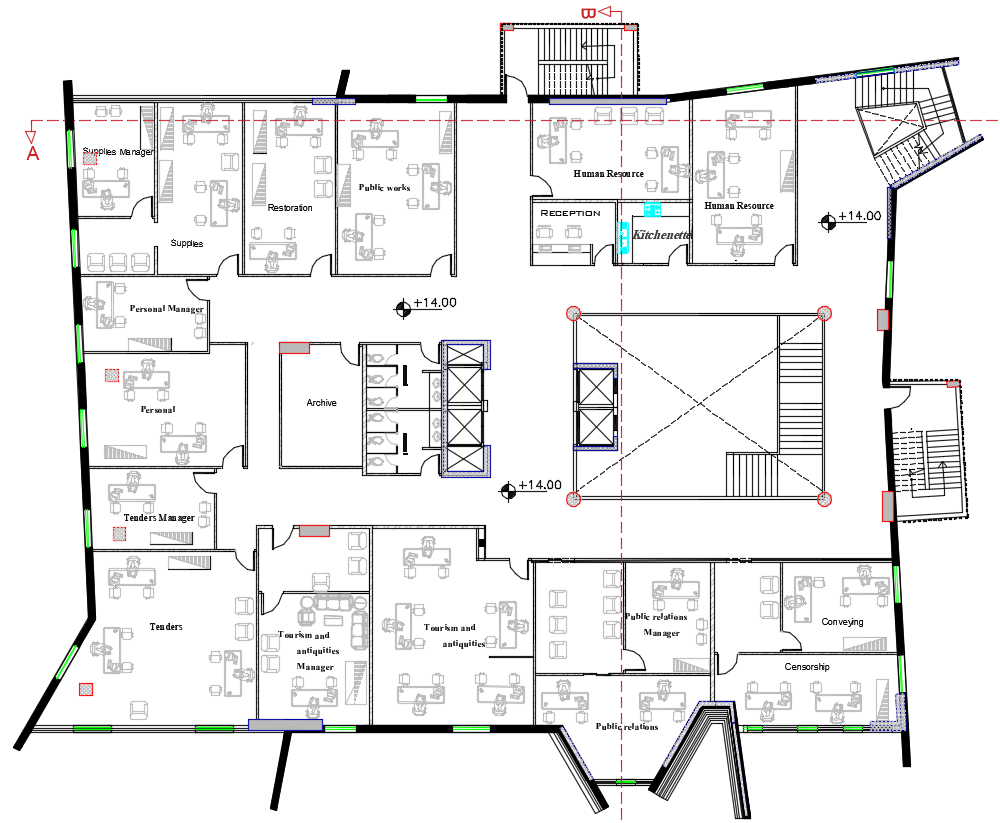 B
A
Supplies Manager
Supplies
Restoration
Public works
Human Resource
Human Resource
RECEPTION
Kitchenette
+14.00
+14.00
Personal Manager
Personal
Archive
+14.00
Tenders Manager
Tenders
Tourism and
antiquities
Manager
Tourism and
antiquities
Public relations
Manager
Conveying
Censorship
Public relations